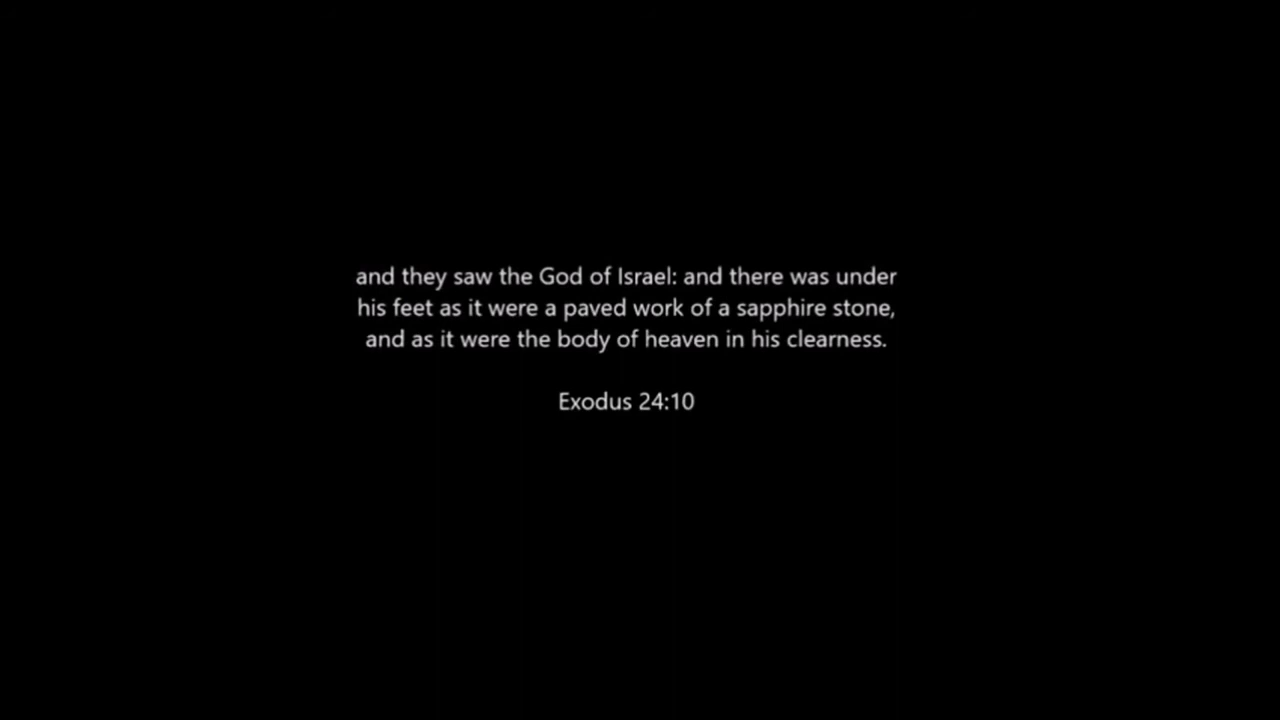 and they saw the God of Israel: and there was under
his feet as it were a paved work of a sapphire stone,
and as it were the body of heaven in his clearness.
Exodus 24:10